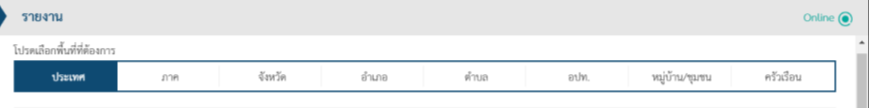 รายงาน Online
โปรดเลือกพื้นที่ที่ต้องการ
ประเทศ ภาค จังหวัด อำเภอ ตำบล อปท. หมู่บ้าน/ชุมชน ครัวเรือน